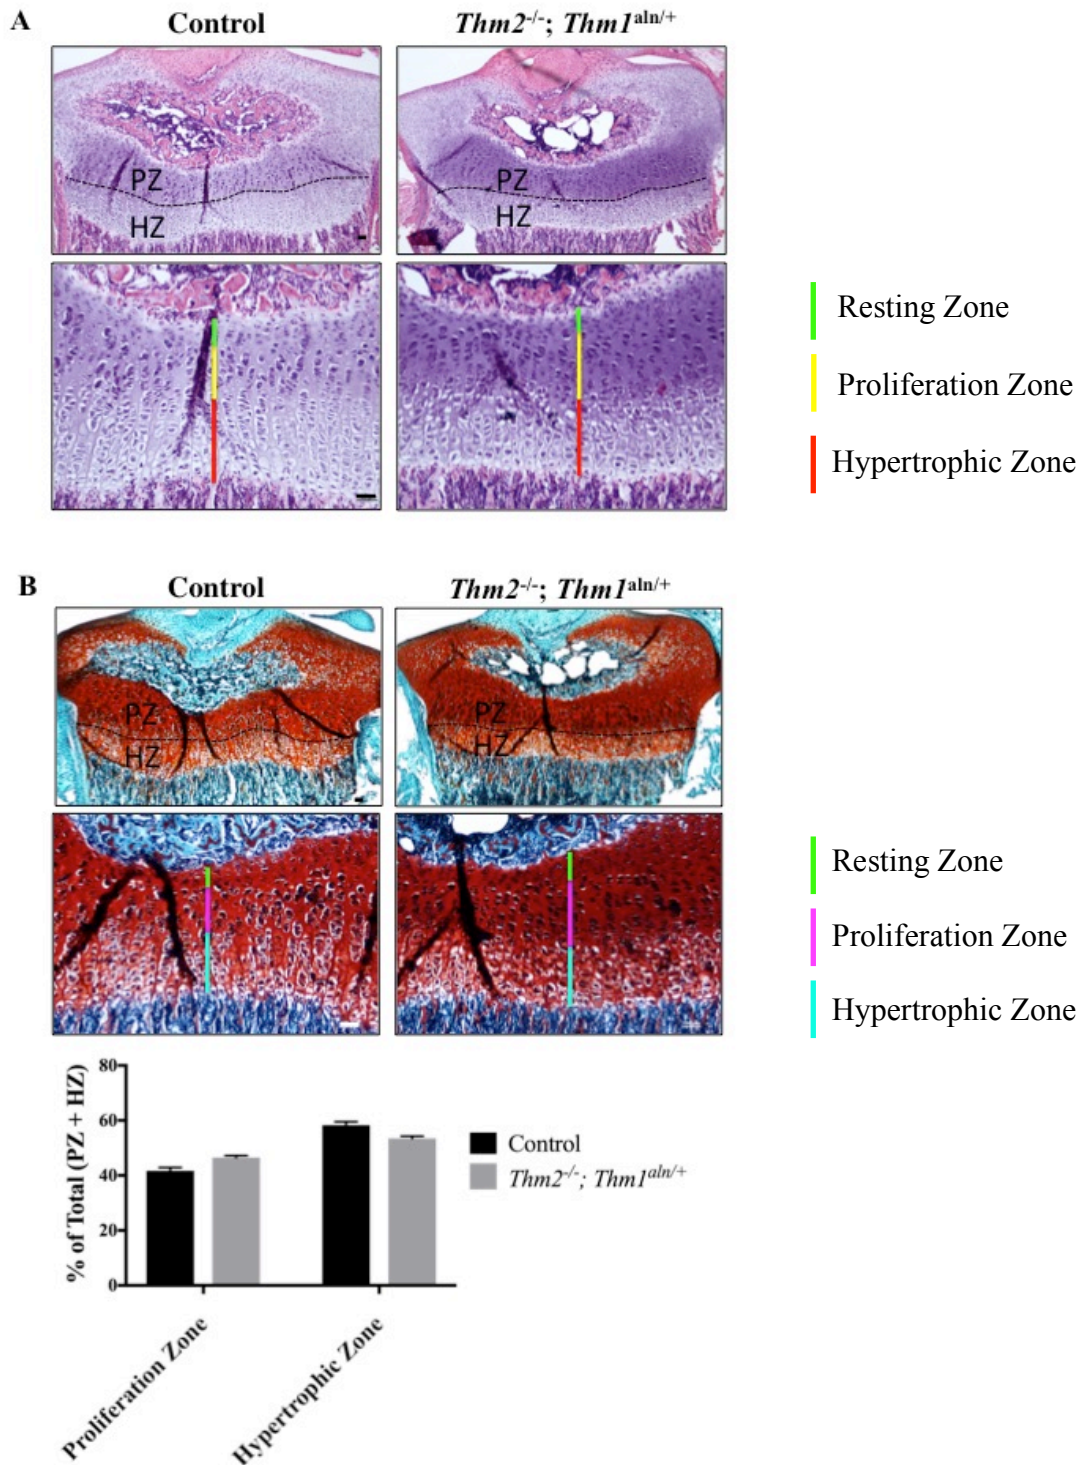 A
Control
Thm2-/-; Thm1aln/+
PZ
HZ
PZ
HZ
Resting Zone
Proliferation Zone
Hypertrophic Zone
B
Control
Thm2-/-; Thm1aln/+
PZ
HZ
PZ
HZ
Resting Zone
Proliferation Zone
Hypertrophic Zone
% of Total (PZ + HZ)
80
60
40
20
0
Control
Thm2-/-; Thm1aln/+
Proliferation Zone
Hypertrophic Zone